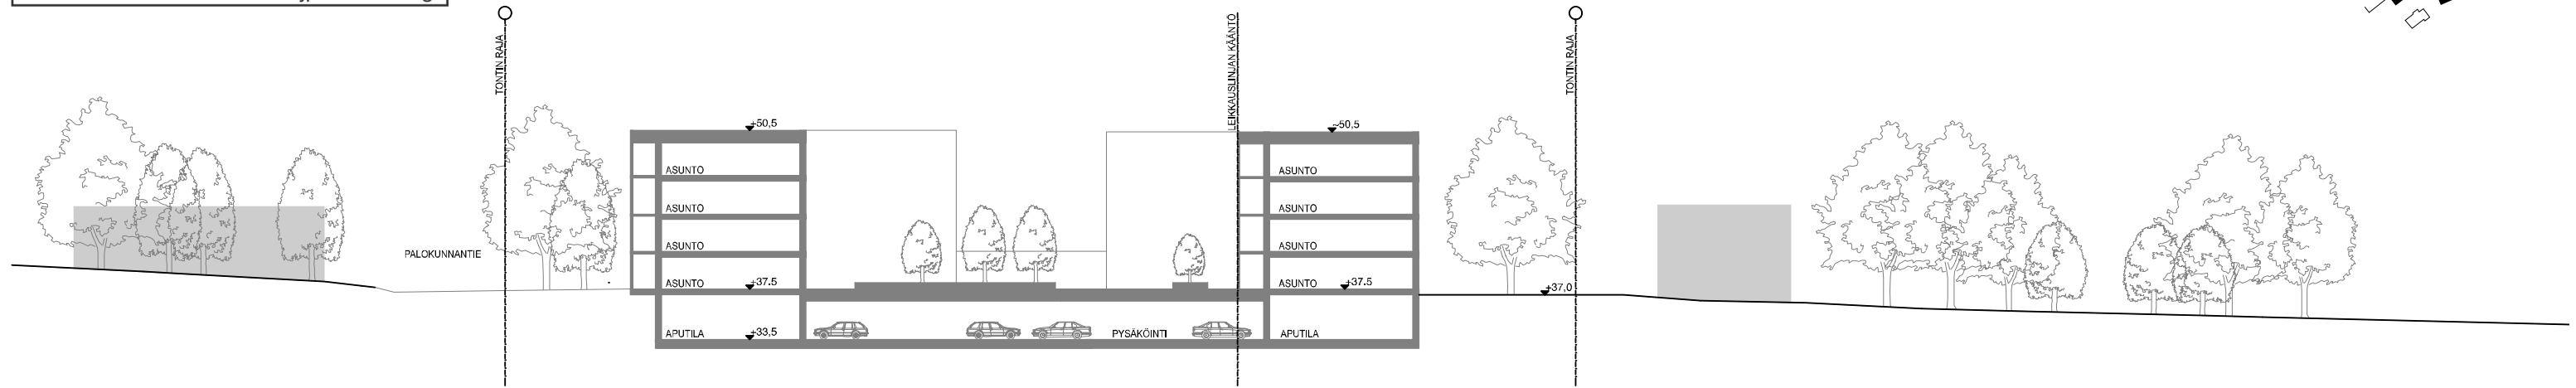 TONTIN RAJA
LEIKKAUSLINJAN KÄÄNTÖ
TONTIN RAJA
+50,5
~50,5
ASUNTO
ASUNTO
ASUNTO
ASUNTO
ASUNTO
ASUNTO
PALOKUNNANTIE
ASUNTO
+37.5
ASUNTO
+37.5
+37,0
APUTILA
+33,5
PYSÄKÖINTI
APUTILA